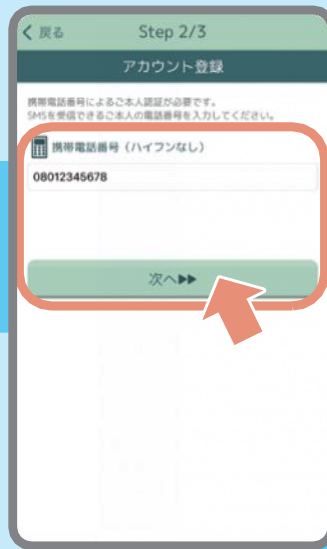 戻る
Step 2/3
アカウント登録
携帯電話番号によるご本人認証が必要です。
SMSを受信できるご本人の電話番号を入力してください。
携帯電話番号（ハイフンなし）
08012345678
次へ▶▶